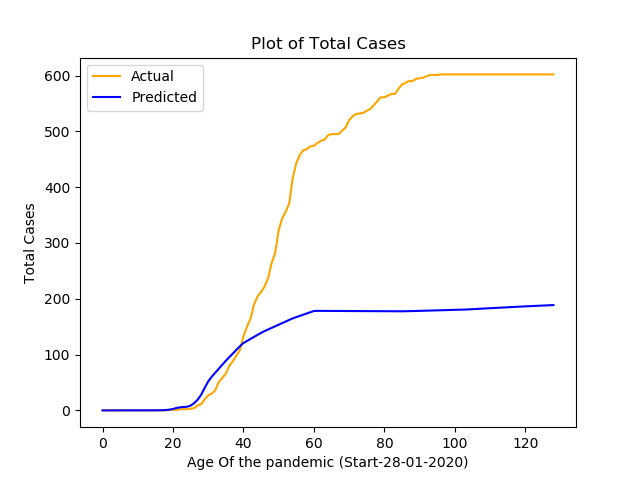 Plot of Total Cases
Actual
Predicted
600
500
400
300
200
100
0
Total Cases
0 20 40 60 80 100 120
Age Of the pandemic (Start-28-01-2020)